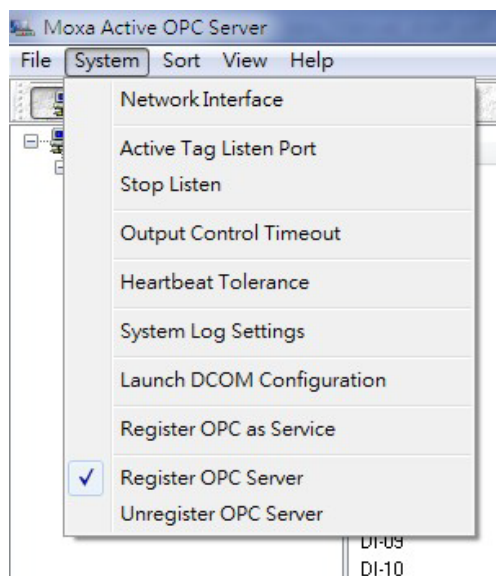 Moxa Active OPC Server
File System Sort View Help
Network Interface
Active Tag Listen Port
Stop Listen
Output Control Timeout
Heartbeat Tolerance
System Log Settings
Launch DCOM Configuration
Register OPC as Service
Register OPC Server
Unregister OPC Server
DI-09
DI-10